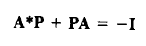 A*P + PA = −I